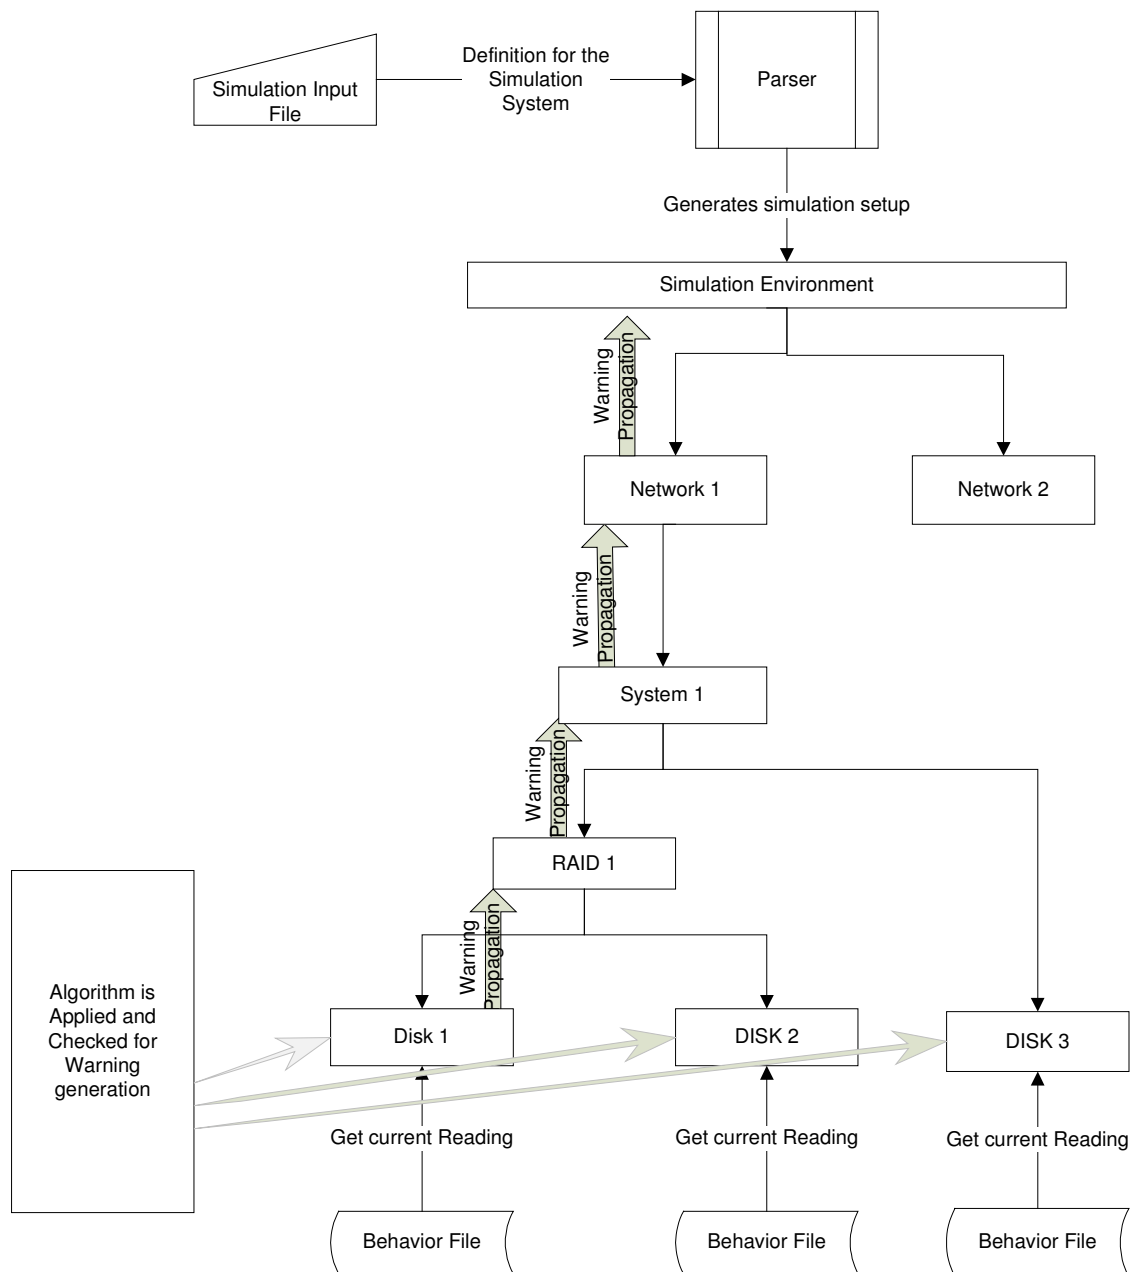 Simulation Input
File
Definition for the
Simulation
System
Parser
Generates simulation setup
Simulation Environment
Warning
Propagation
Network 1
Network 2
Warning
Propagation
System 1
Warning
Propagation
RAID 1
Warning
Propagation
Algorithm is
Applied and
Checked for
Warning
generation
Disk 1
DISK 2
DISK 3
Get current Reading
Get current Reading
Get current Reading
Behavior File
Behavior File
Behavior File